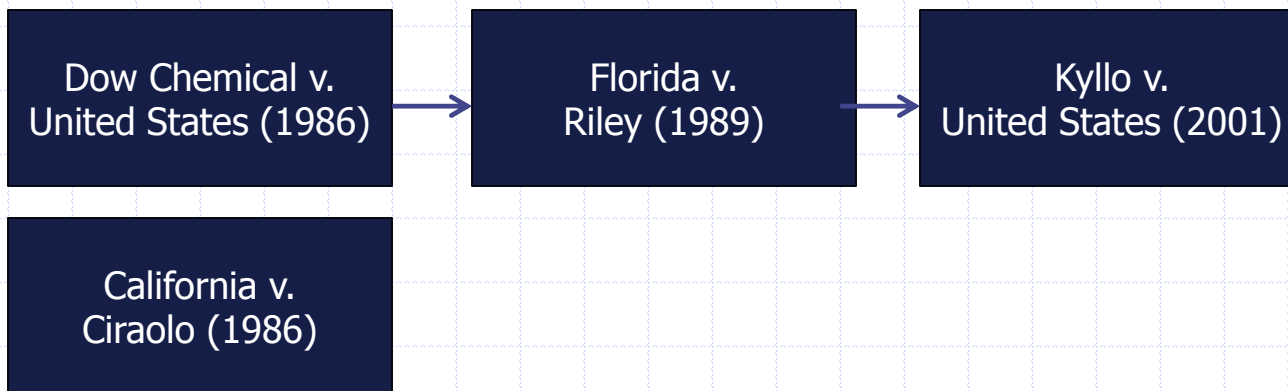 Dow Chemical v.
United States (1986)
Florida v.
Riley (1989)
Kyllo v.
United States (2001)
California v.
Ciraolo (1986)